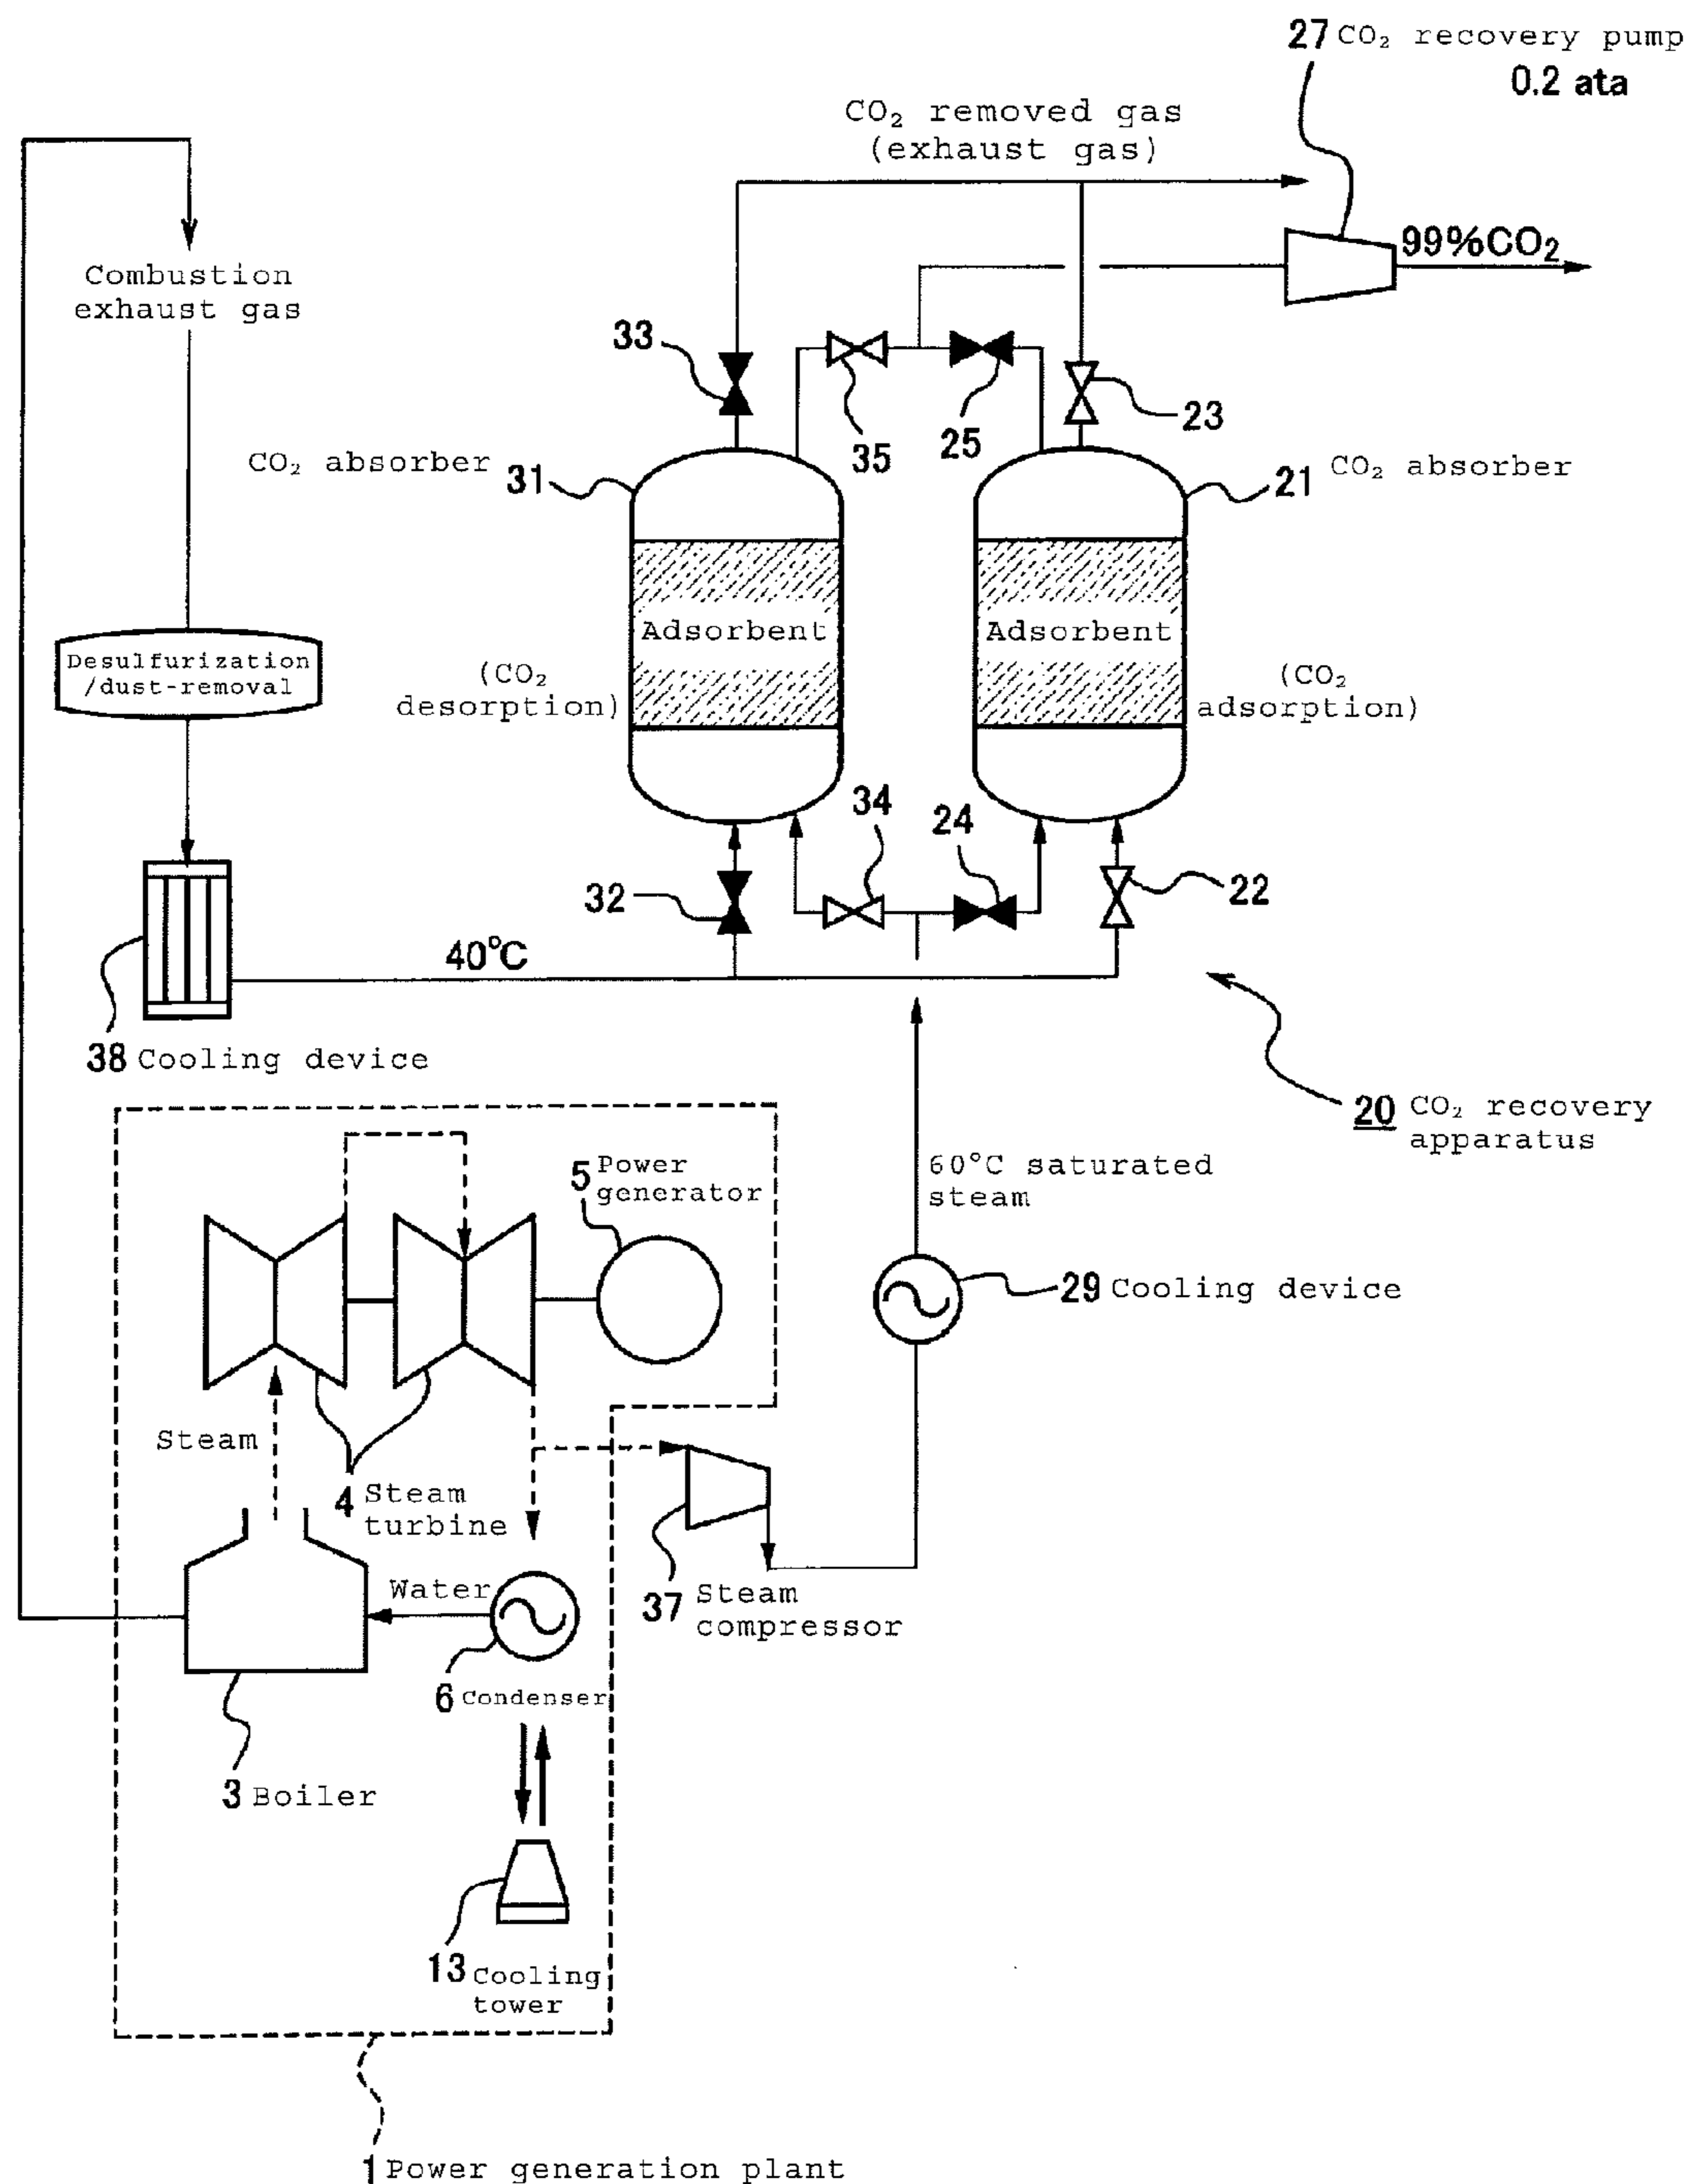 27 CO₂ recovery pump
0.2 ata
CO₂ removed gas
(exhaust gas)
99%CO₂
Combustion
exhaust gas
33
35
25
23
CO₂ absorber 31
21 CO₂ absorber
Adsorbent
Adsorbent
Desulfurization
/dust-removal
(CO₂
desorption)
(CO₂
adsorption)
34
24
32
22
40°C
38 Cooling device
20 CO₂ recovery
apparatus
60°C saturated
steam
5 Power
generator
29 Cooling device
Steam
4 Steam
turbine
Water
37 Steam
compressor
6 Condenser
3 Boiler
13 Cooling
tower
1 Power generation plant